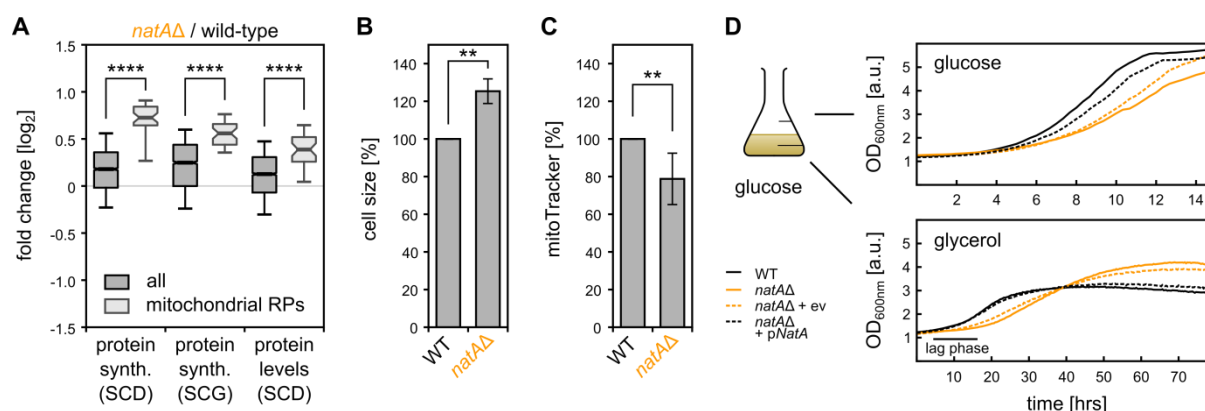 A
natAΔ / wild-type
fold change [log2]
1.5
1.0
0.5
0
-0.5
-1.0
-1.5
****
****
****
all
mitochondrial RPs
protein synth. (SCD)
protein synth. (SCG)
protein levels (SCD)
B
cell size [%]
140
120
100
80
60
40
20
0
**
WT
natAΔ
C
mitoTracker [%]
140
120
100
80
60
40
20
0
**
WT
natAΔ
D
glucose
WT
natAΔ
natAΔ + ev
natAΔ
+ pNatA
glucose
OD600nm [a.u.]
5
4
3
2
1
2 4 6 8 10 12 14
glycerol
OD600nm [a.u.]
5
4
3
2
1
lag phase
10 20 30 40 50 60 70
time [hrs]